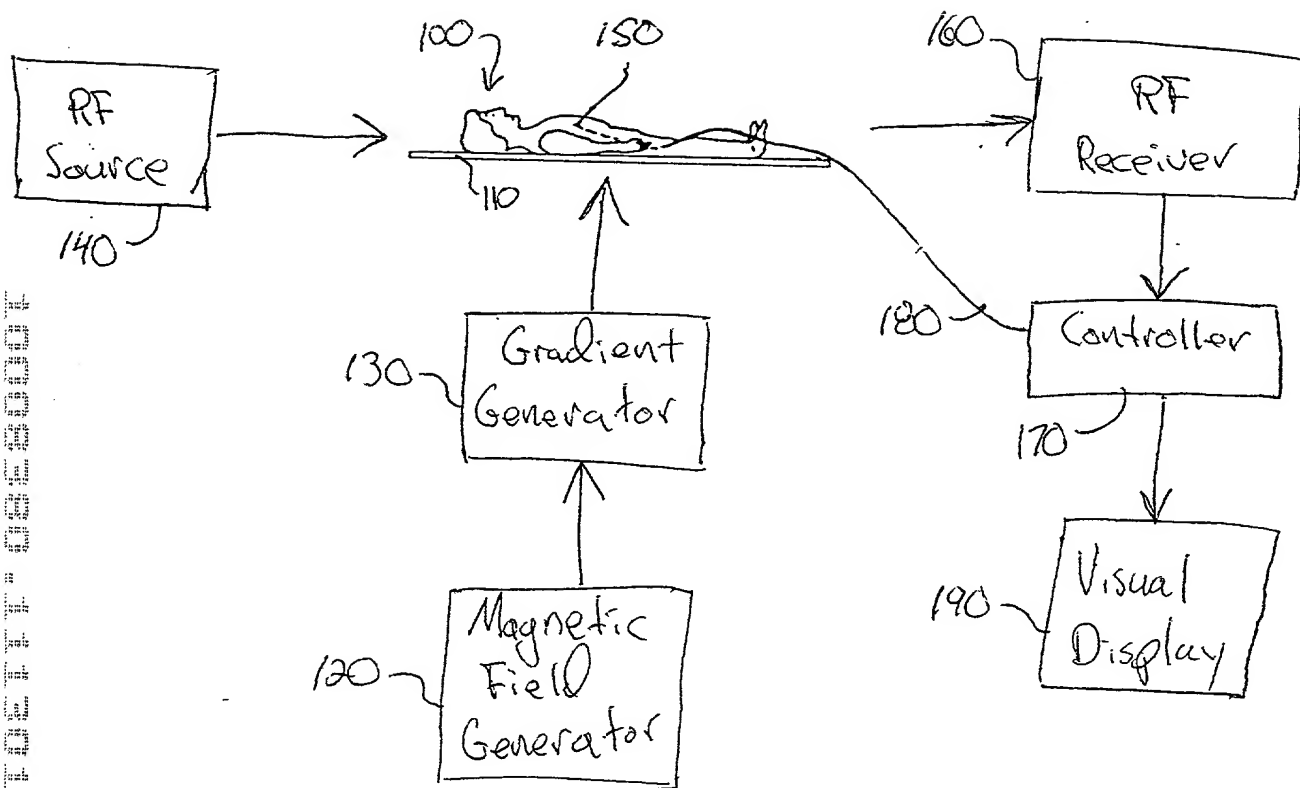 100
150
160
RF
Source
RF
Receiver
110
140
180
Controller
130
Gradient
Generator
170
190
Visual
Display
120
Magnetic
Field
Generator